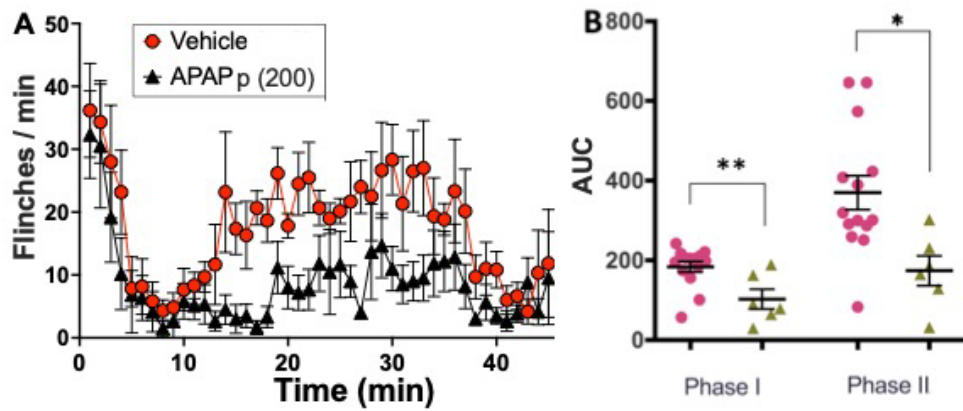 A
50
40
30
20
10
0
Flinches / min
Vehicle
APAP p (200)
0 10 20 30 40
Time (min)
B
800
600
400
200
0
AUC
**
*
Phase I Phase II